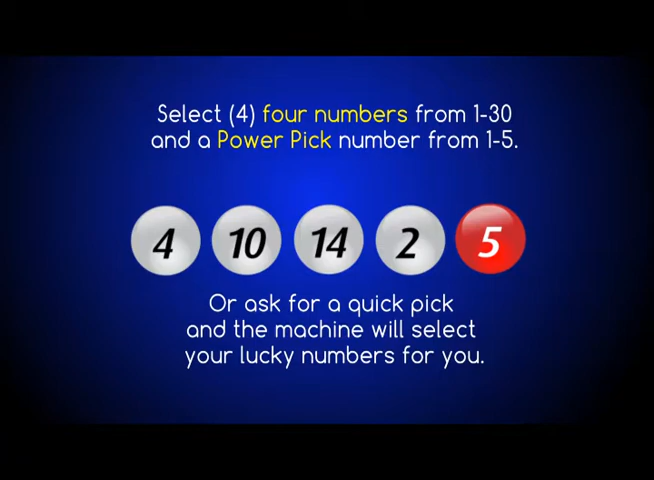 Select (4) four numbers from 1-30
and a Power Pick number from 1-5.
4 10 14 2 5
Or ask for a quick pick
and the machine will select
your lucky numbers for you.